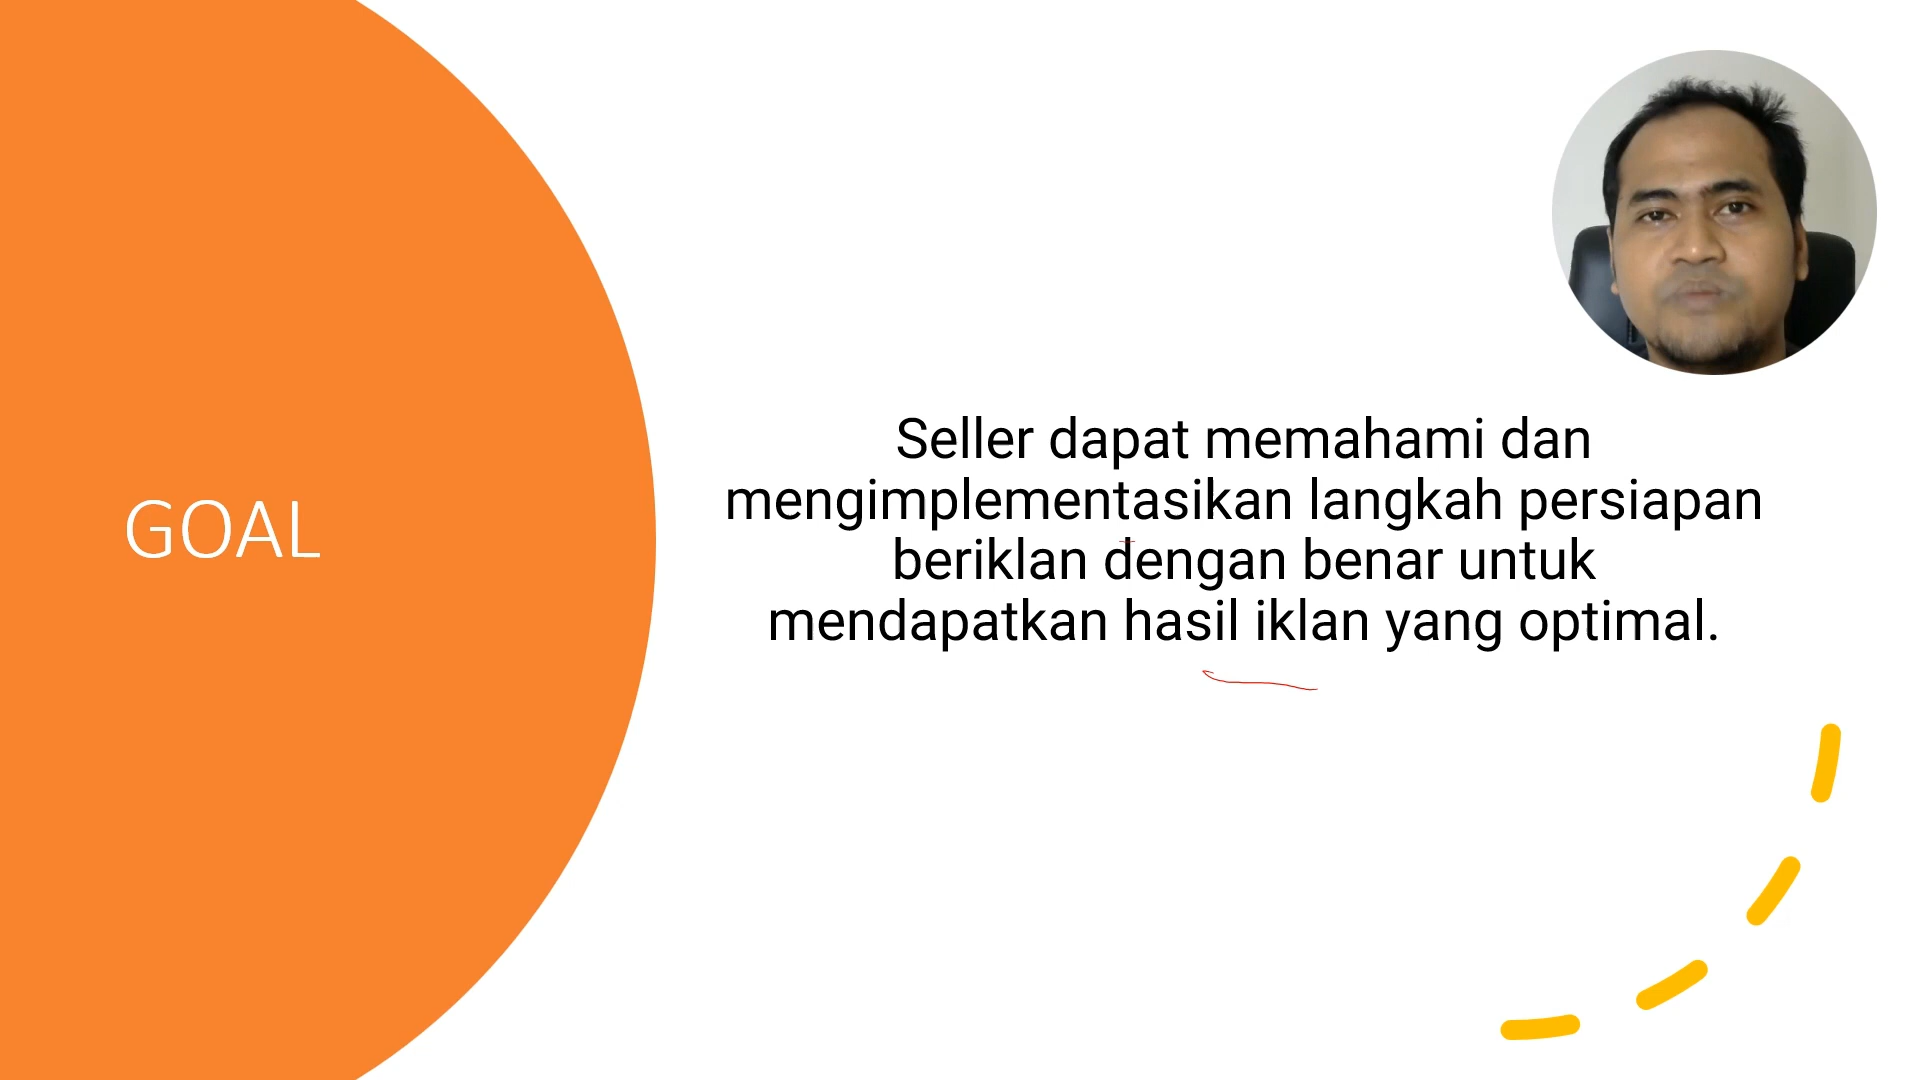 GOAL
Seller dapat memahami dan
mengimplementasikan langkah persiapan
beriklan dengan benar untuk
mendapatkan hasil iklan yang optimal.